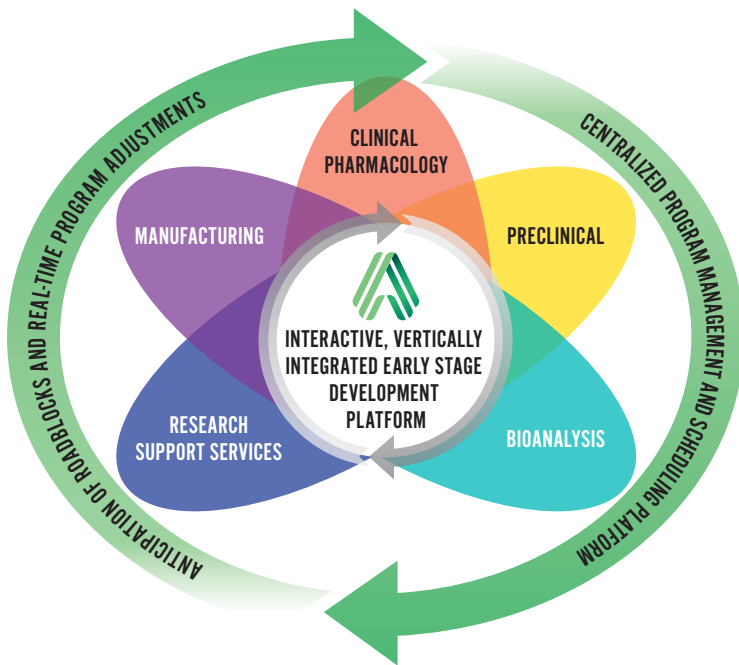 ANTICIPATION OF ROADBLOCKS AND REAL-TIME PROGRAM ADJUSTMENTS
CENTRALIZED PROGRAM MANAGEMENT AND SCHEDULING PLATFORM
CLINICAL
PHARMACOLOGY
MANUFACTURING
PRECLINICAL
INTERACTIVE, VERTICALLY
INTEGRATED EARLY STAGE
DEVELOPMENT
PLATFORM
RESEARCH
SUPPORT SERVICES
BIOANALYSIS